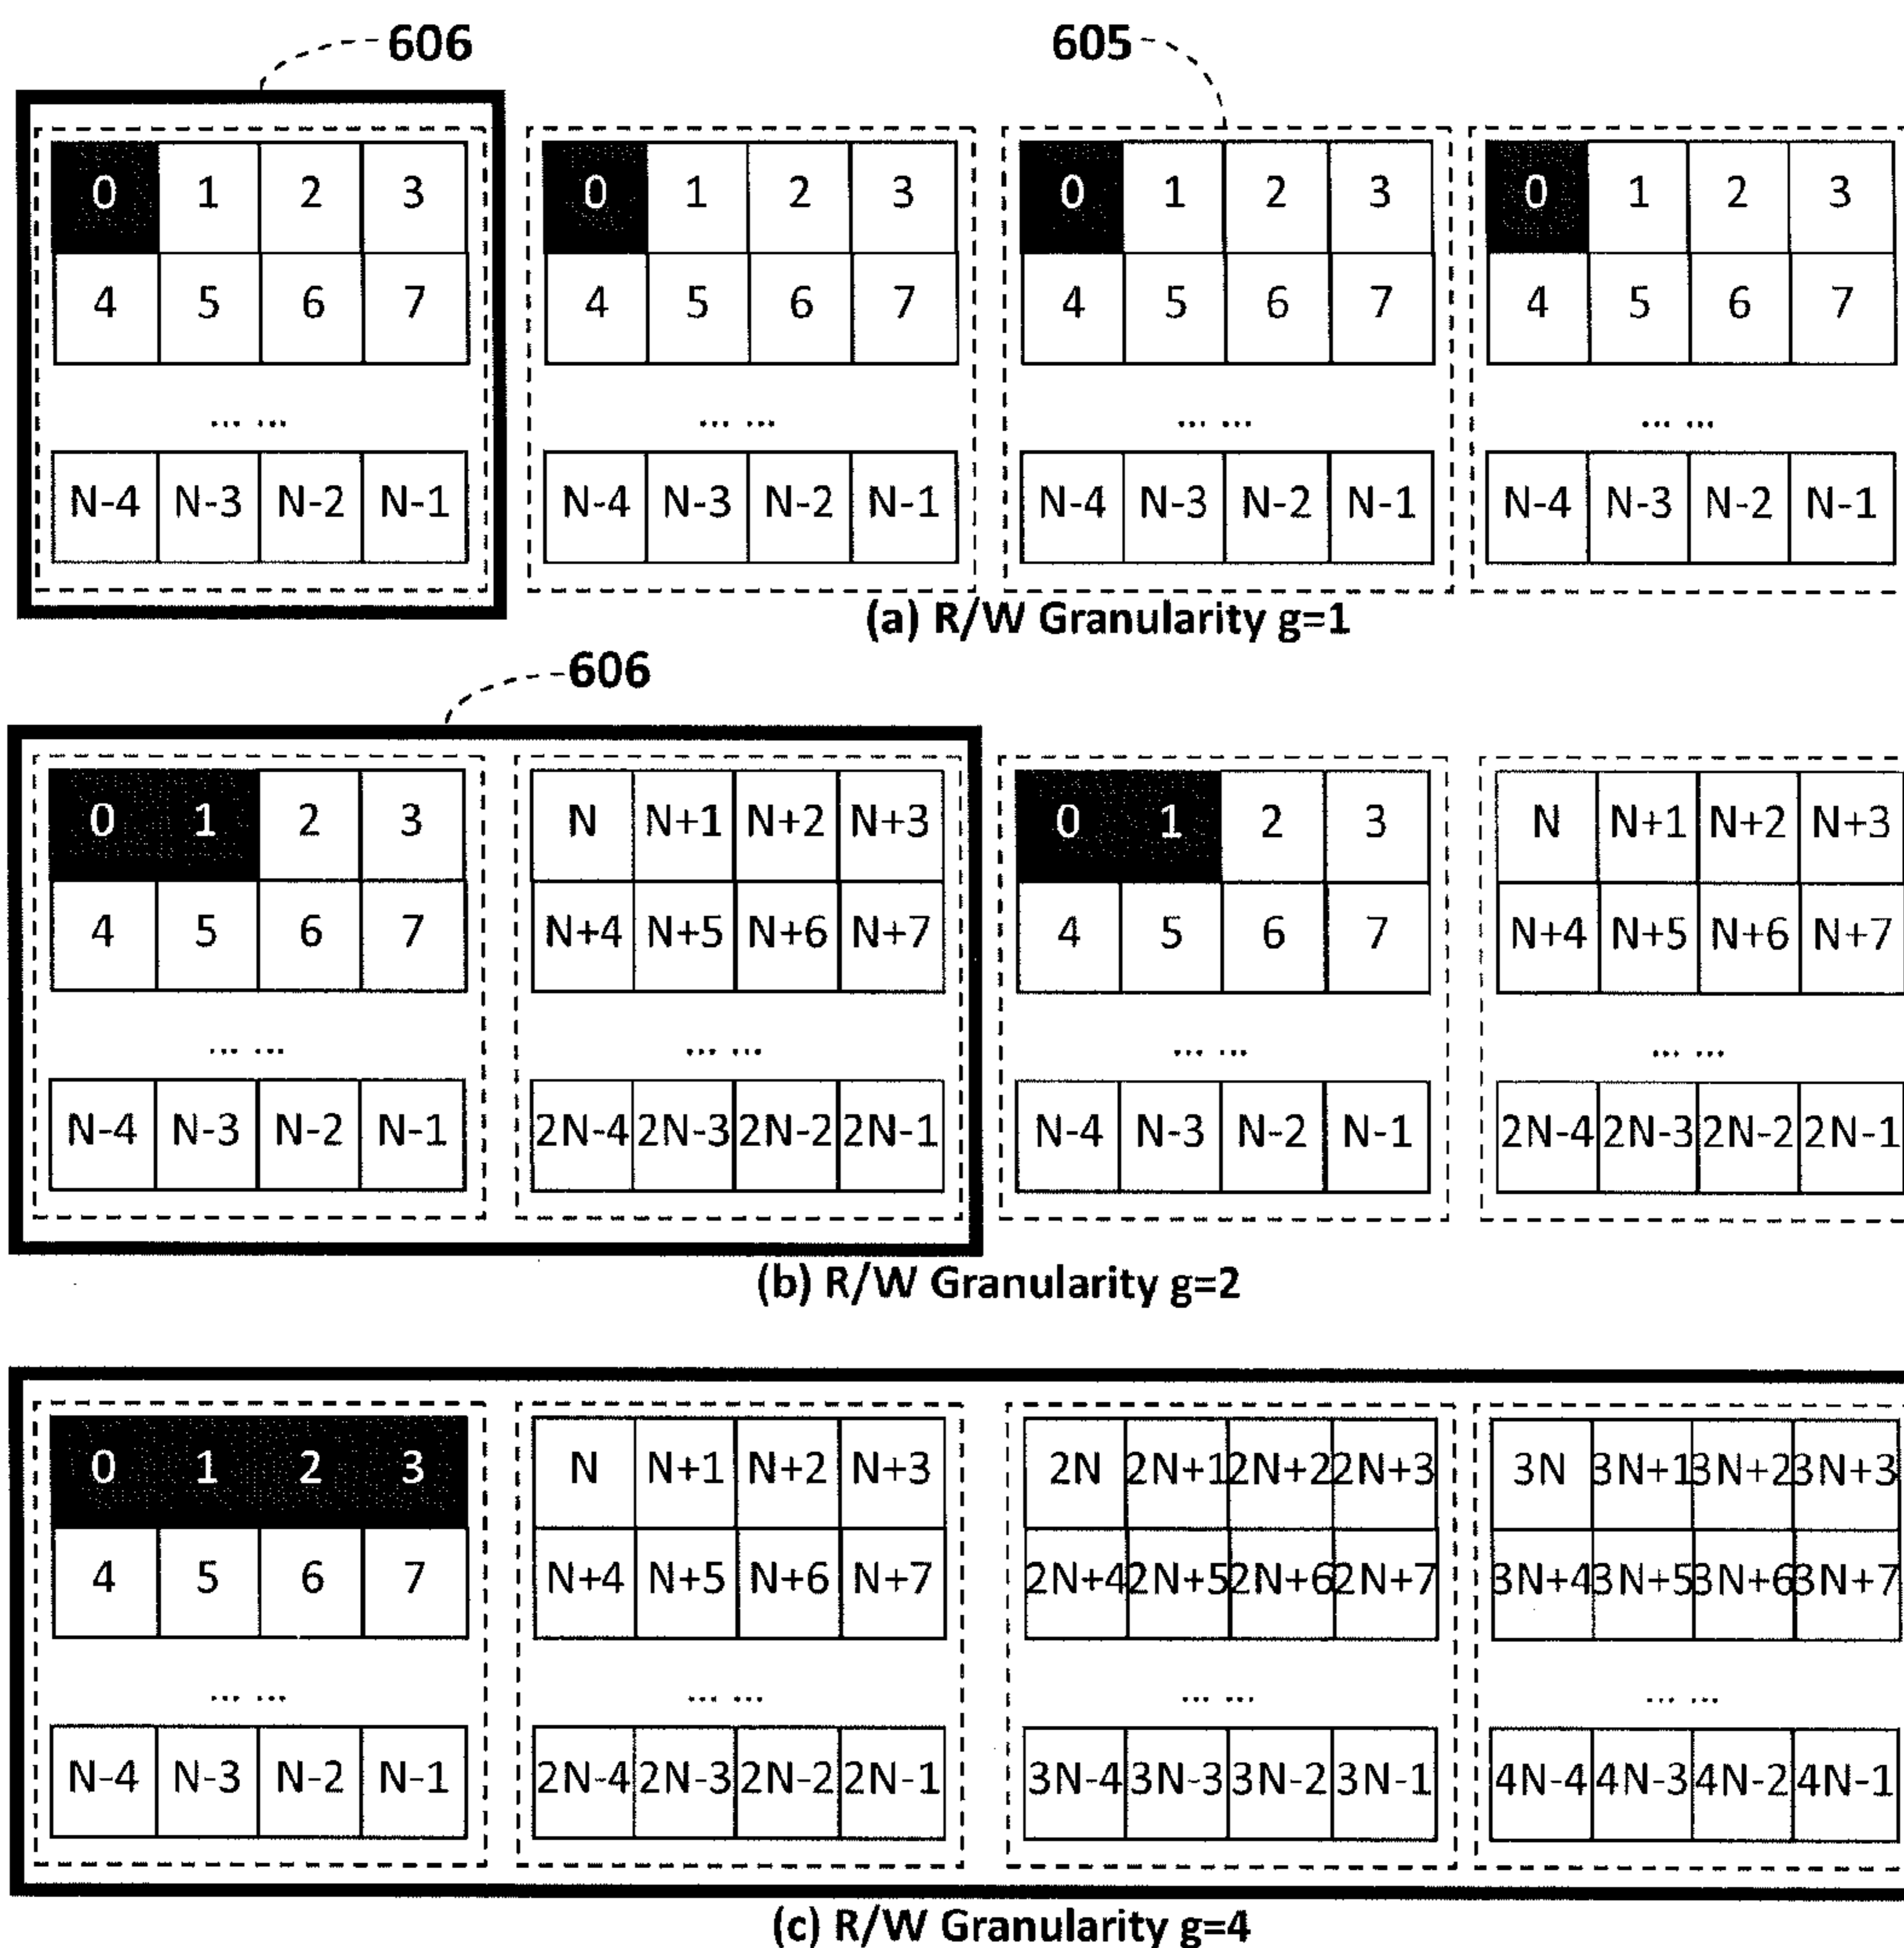 606 605
0 1 2 3 0 1 2 3 0 1 2 3 0 1 2 3
4 5 6 7 4 5 6 7 4 5 6 7 4 5 6 7
... ... ... ... ... ... ... ...
N-4 N-3 N-2 N-1 N-4 N-3 N-2 N-1 N-4 N-3 N-2 N-1 N-4 N-3 N-2 N-1
(a) R/W Granularity g=1
606
0 1 2 3 N N+1 N+2 N+3 0 1 2 3 N N+1 N+2 N+3
4 5 6 7 N+4 N+5 N+6 N+7 4 5 6 7 N+4 N+5 N+6 N+7
... ... ... ... ... ... ... ...
N-4 N-3 N-2 N-1 2N-4 2N-3 2N-2 2N-1 N-4 N-3 N-2 N-1 2N-4 2N-3 2N-2 2N-1
(b) R/W Granularity g=2
0 1 2 3 N N+1 N+2 N+3 2N 2N+1 2N+2 2N+3 3N 3N+1 3N+2 3N+3
4 5 6 7 N+4 N+5 N+6 N+7 2N+4 2N+5 2N+6 2N+7 3N+4 3N+5 3N+6 3N+7
... ... ... ... ... ... ... ...
N-4 N-3 N-2 N-1 2N-4 2N-3 2N-2 2N-1 3N-4 3N-3 3N-2 3N-1 4N-4 4N-3 4N-2 4N-1
(c) R/W Granularity g=4